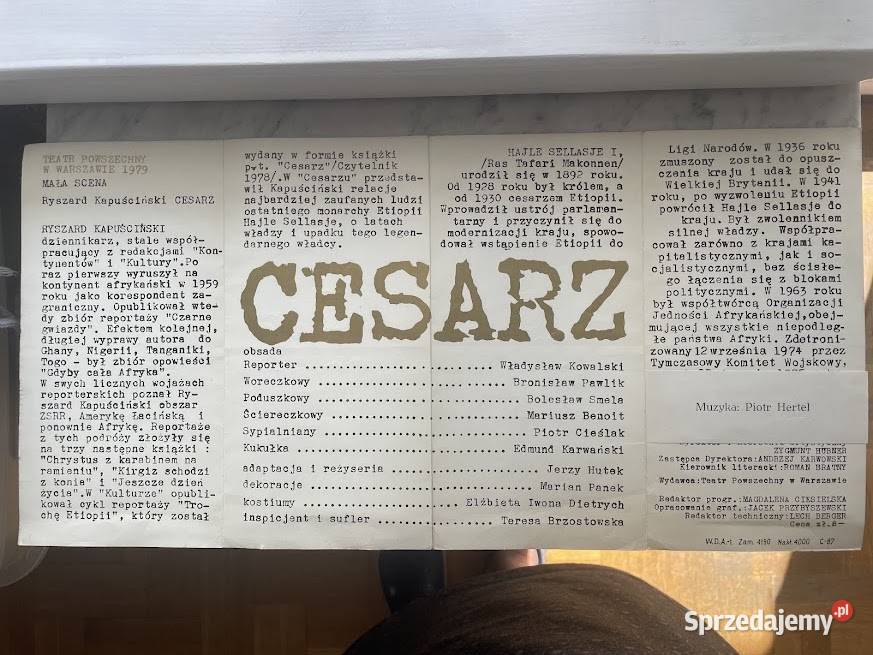 TEATR POWSZECHNY
W WARSZAWIE 1979
MAŁA SCENA
Ryszard Kapuściński CESARZ
RYSZARD KAPUŚCIŃSKI
dziennikarz, stale współ-
pracujący z redakcjami "Kon-
tynentów" i "Kultury".Po
raz pierwszy wyruszył na
kontynent afrykański w 1959
roku jako korespondent za-
graniczny. Opublikował wte-
dy zbiór reportaży "Czarne
gwiazdy". Efektem kolejnej,
długiej wyprawy autora do
Ghany, Nigerii, Tanganiki,
Togo - był zbiór opowieści
"Gdyby cała Afryka".
W swych licznych wojażach
reporterskich poznał Ry-
szard Kapuściński obszar
ZSRR, Amerykę Łacińską i
ponownie Afrykę. Reportaże
z tych podróży złożyły się
na trzy następne książki :
"Chrystus z karabinem na
ramieniu", "Kirgiz schodzi
z konia" i "Jeszcze dzień
życia".W "Kulturze" opubli-
kował cykl reportaży "Tro-
chę Etiopii", który został
wydany w formie książki
pt. "Cesarz"/Czytelnik
1978/.W "Cesarzu" przedsta-
wił Kapuściński relacje
najbardziej zaufanych ludzi
ostatniego monarchy Etiopii
Hajle Sellasje, o latach
władzy i upadku tego legen-
darnego władcy.
HAJLE SELLASJE I,
/Ras Tafari Makonnen/
urodził się w 1892 roku.
Od 1928 roku był królem, a
od 1930 cesarzem Etiopii.
Wprowadził ustrój parlamen-
tarny i przyczynił się do
modernizacji kraju, spowo-
dował wstąpienie Etiopii do
Ligi Narodów. W 1936 roku
zmuszony został do opusz-
czenia kraju i udał się do
Wielkiej Brytanii. W 1941
roku, po wyzwoleniu Etiopii
powrócił Hajle Sellasje do
kraju. Był zwolennikiem
silnej władzy. Współpra-
cował zarówno z krajami ka-
pitalistycznymi, jak i so-
cjalistycznymi, bez ścisłe-
go łączenia się z blokami
politycznymi. W 1963 roku
był współtwórcą Organizacji
Jedności Afrykańskiej,obej-
mującej wszystkie niepodleg-
łe państwa Afryki. Zdetroni-
zowany 12 września 1974 przez
Tymczasowy Komitet Wojskowy,
CESARZ
obsada
Reporter ........................ Władysław Kowalski
Woreczkowy ........................ Bronisław Pawlik
Poduszkowy ........................ Bolesław Smela
Ściereczkowy ........................ Mariusz Benoit
Sypialniany ........................ Piotr Cieślak
Kukułka ........................ Edmund Karwański
adaptacja i reżyseria ................ Jerzy Hutek
dekoracje ........................ Marian Panek
kostiumy ................ Elżbieta Iwona Dietrych
inspicjent i sufler ............ Teresa Brzostowska
Muzyka: Piotr Hertel
ZYGMUNT HÜBNER
Zastępca Dyrektora:ANDRZEJ KARWOWSKI
Kierownik literacki:ROMAN BRATNY
Wydawca:Teatr Powszechny w Warszawie
Redaktor progr.:MAGDALENA CIESIELSKA
Opracowanie graf.:JACEK PRZYBYSZEWSKI
Redaktor techniczny:LECH BERGER
Cena zł.8-
W.D.A.-1 Zam. 4190 Nakł.4000 C-87
Sprzedajemy.pl